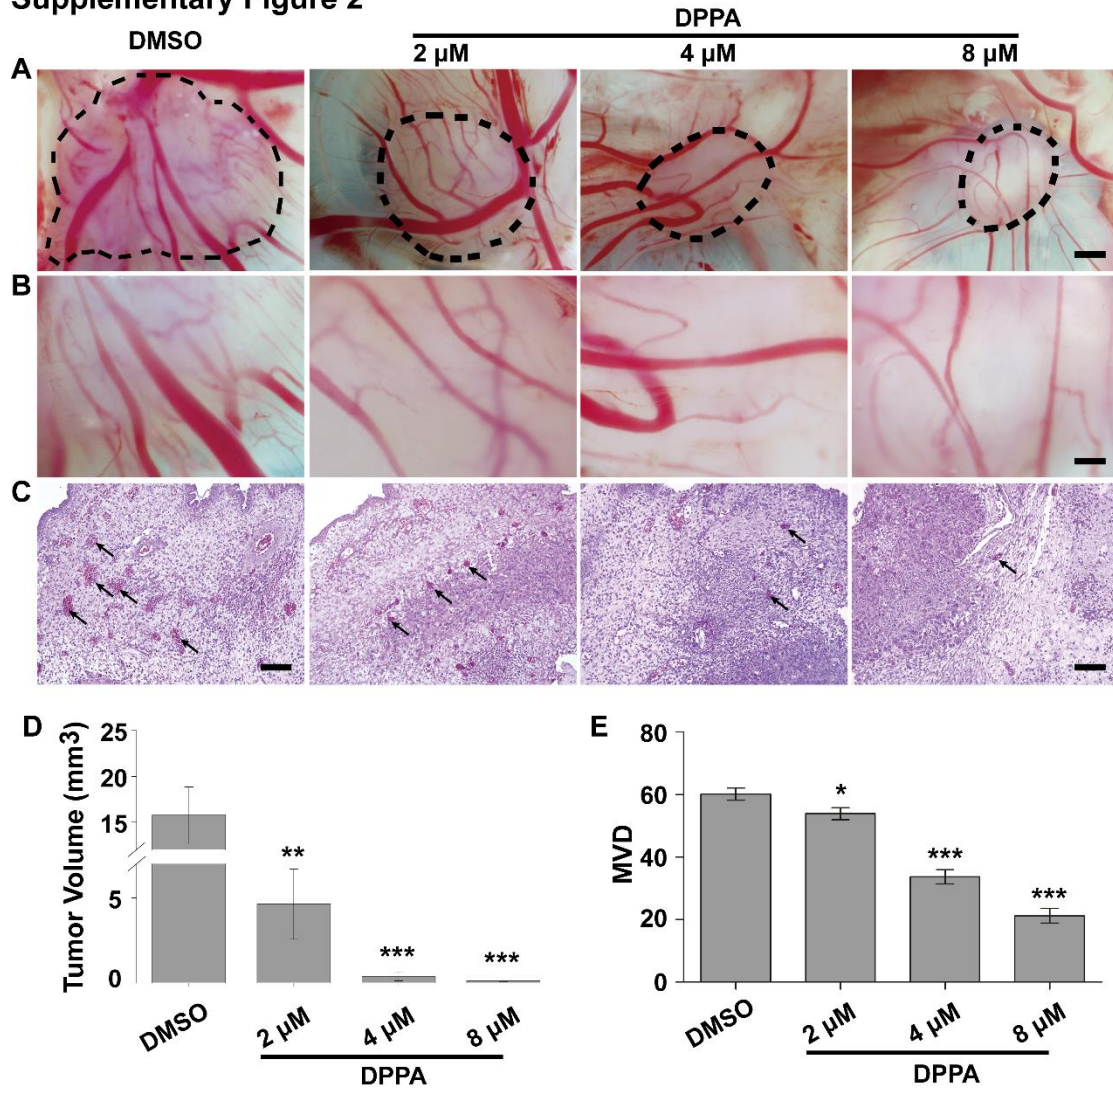 Supplementary Figure 2
DMSO
DPPA
2 µM
4 µM
8 µM
A
B
C
D
Tumor Volume (mm3)
25
20
15
5
0
**
***
***
DMSO
2 µM
4 µM
8 µM
DPPA
E
MVD
80
60
40
20
0
*
***
***
DMSO
2 µM
4 µM
8 µM
DPPA